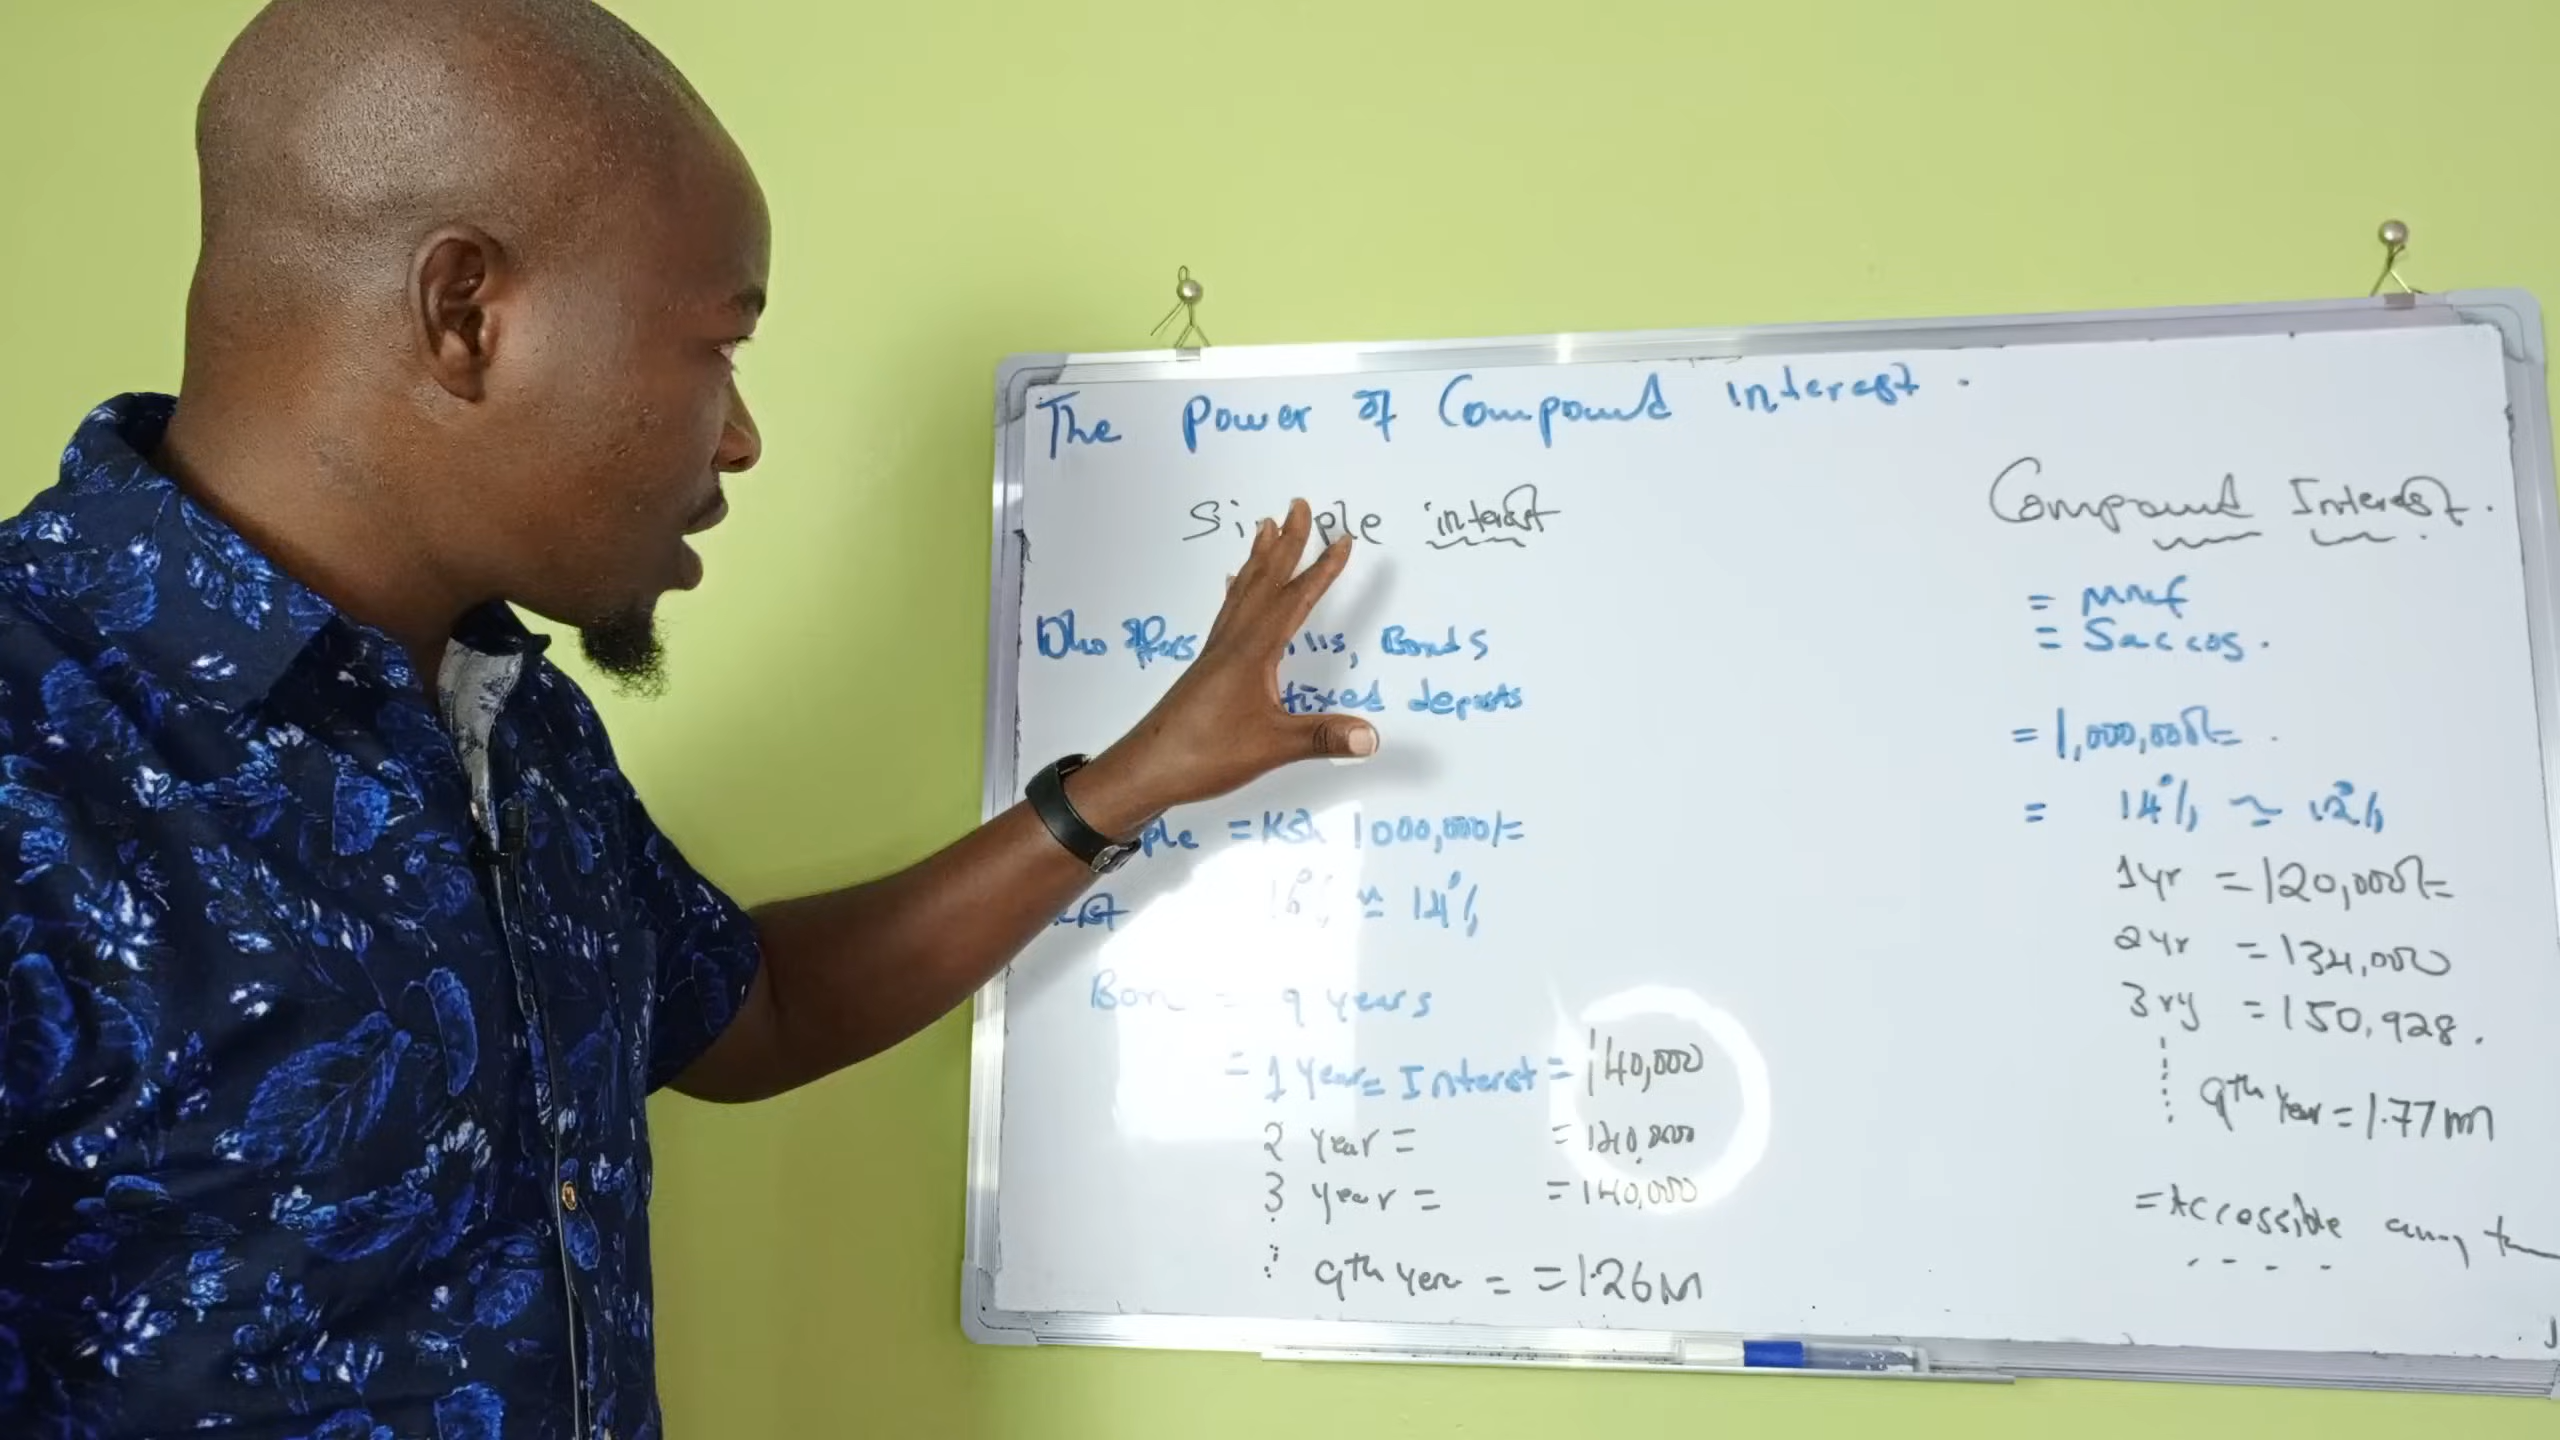 The Power of Compound interest.
Simple interest
Who offers Bonds
fixed deposits
= Ksh 1000,000/=
16% ≈ 14%
= 9 years
= 1 Year = Interest = 140,000
2 Year = = 140,000
3 Year = = 140,000
9th Year = = 1.26M
Compound Interest.
= MMF
= Saccos.
= 1,000,000/= .
= 14% ≈ 12%
1yr = 120,000/=
2yr = 134,000
3ry = 150,928.
9th Year = 1.77m
= Accessible any